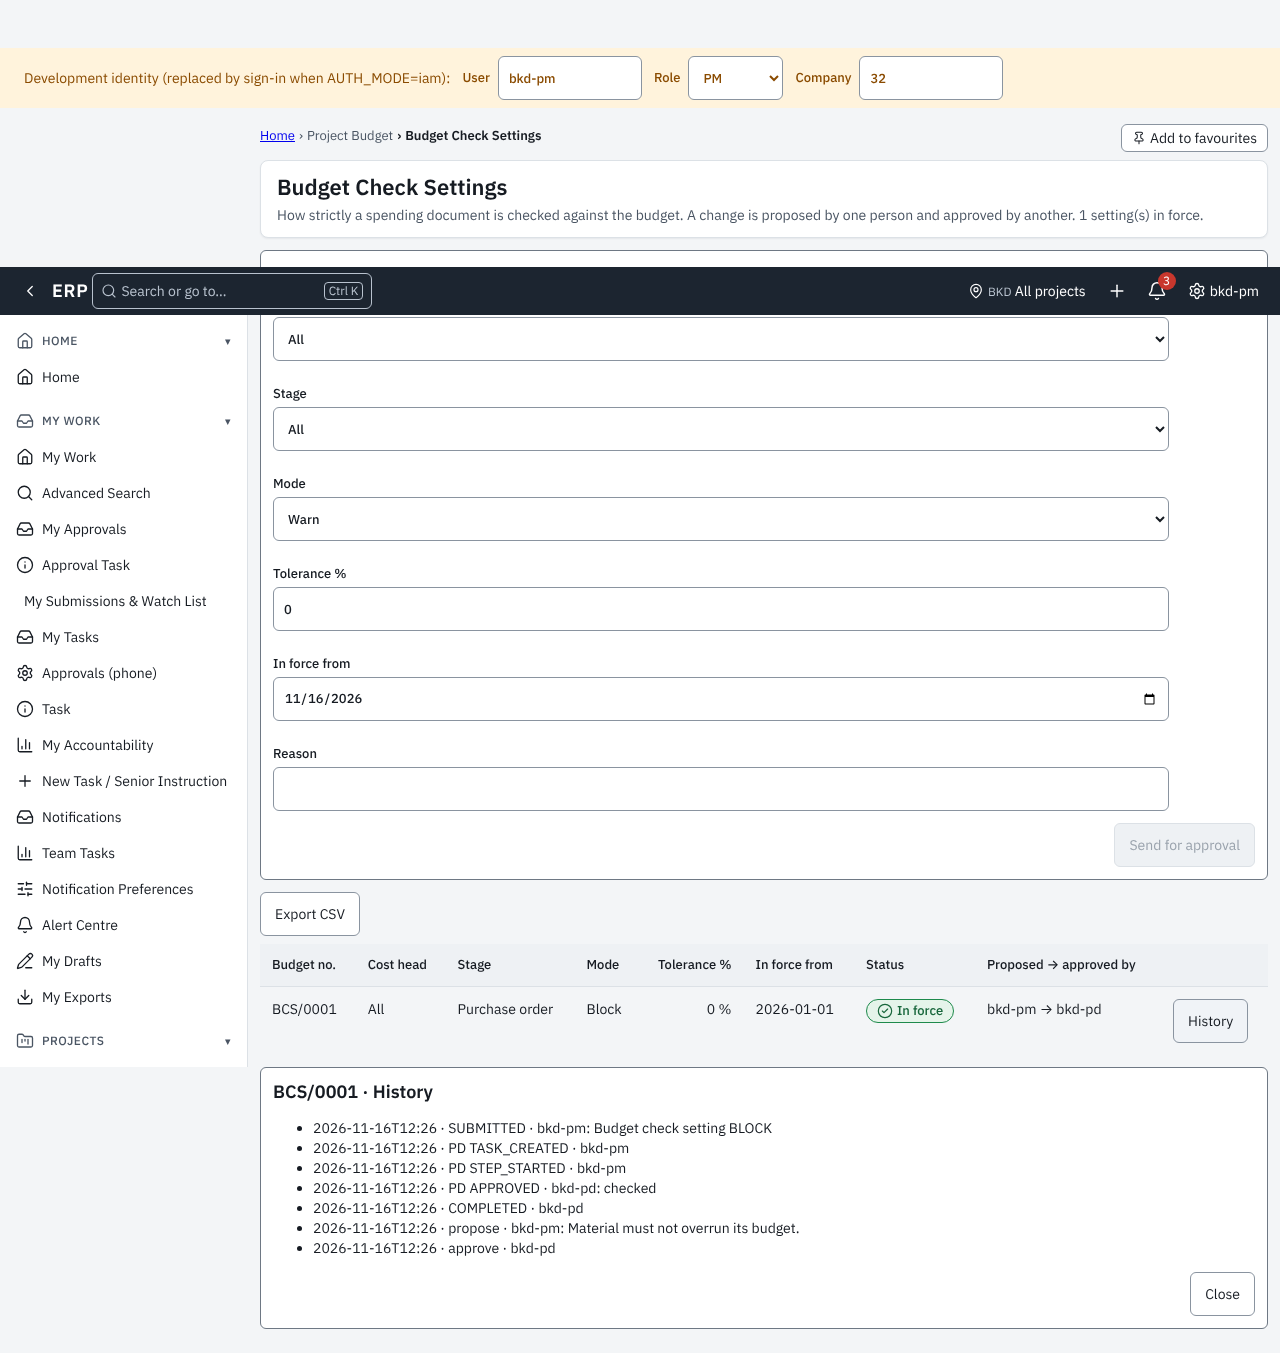 Development identity (replaced by sign-in when AUTH_MODE=iam): User bkd-pm Role PM Company 32
Home › Project Budget › Budget Check Settings
Add to favourites
Budget Check Settings
How strictly a spending document is checked against the budget. A change is proposed by one person and approved by another. 1 setting(s) in force.
ERP Search or go to... Ctrl K BKD All projects 3 bkd-pm
HOME
Home
MY WORK
My Work
Advanced Search
My Approvals
Approval Task
My Submissions & Watch List
My Tasks
Approvals (phone)
Task
My Accountability
New Task / Senior Instruction
Notifications
Team Tasks
Notification Preferences
Alert Centre
My Drafts
My Exports
PROJECTS
All
Stage
All
Mode
Warn
Tolerance %
0
In force from
11/16/2026
Reason
Send for approval
Export CSV
Budget no. Cost head Stage Mode Tolerance % In force from Status Proposed → approved by
BCS/0001 All Purchase order Block 0 % 2026-01-01 In force bkd-pm → bkd-pd History
BCS/0001 · History
• 2026-11-16T12:26 · SUBMITTED · bkd-pm: Budget check setting BLOCK
• 2026-11-16T12:26 · PD TASK_CREATED · bkd-pm
• 2026-11-16T12:26 · PD STEP_STARTED · bkd-pm
• 2026-11-16T12:26 · PD APPROVED · bkd-pd: checked
• 2026-11-16T12:26 · COMPLETED · bkd-pd
• 2026-11-16T12:26 · propose · bkd-pm: Material must not overrun its budget.
• 2026-11-16T12:26 · approve · bkd-pd
Close